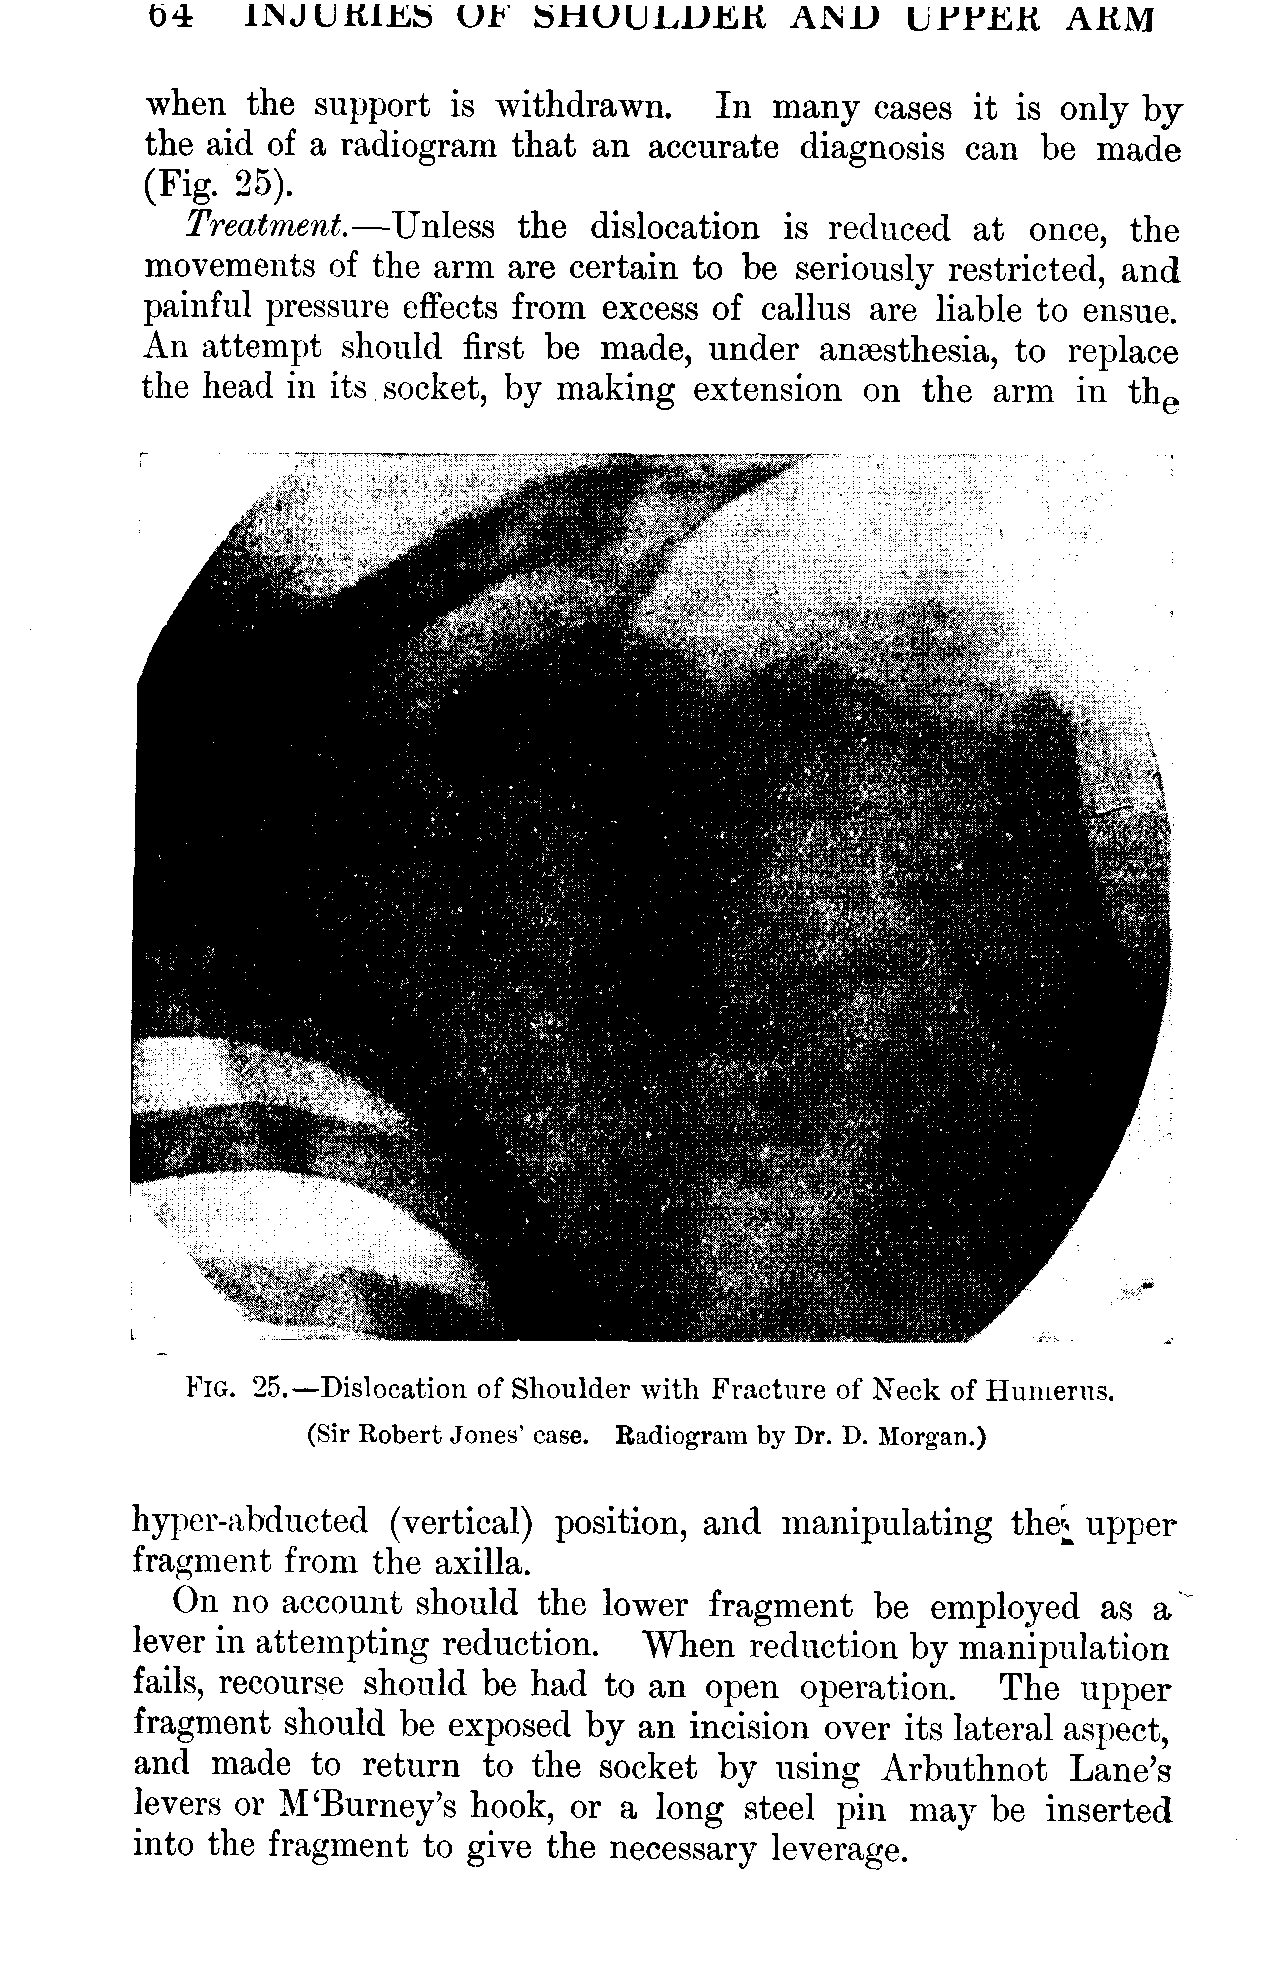 64 INJURIES OF SHOULDER AND UPPER ARM
when the support is withdrawn. In many cases it is only by
the aid of a radiogram that an accurate diagnosis can be made
(Fig. 25).
Treatment.—Unless the dislocation is reduced at once, the
movements of the arm are certain to be seriously restricted, and
painful pressure effects from excess of callus are liable to ensue.
An attempt should first be made, under anæsthesia, to replace
the head in its socket, by making extension on the arm in the
FIG. 25.—Dislocation of Shoulder with Fracture of Neck of Humerus.
(Sir Robert Jones' case. Radiogram by Dr. D. Morgan.)
hyper-abducted (vertical) position, and manipulating the upper
fragment from the axilla.
On no account should the lower fragment be employed as a
lever in attempting reduction. When reduction by manipulation
fails, recourse should be had to an open operation. The upper
fragment should be exposed by an incision over its lateral aspect,
and made to return to the socket by using Arbuthnot Lane's
levers or M‘Burney's hook, or a long steel pin may be inserted
into the fragment to give the necessary leverage.